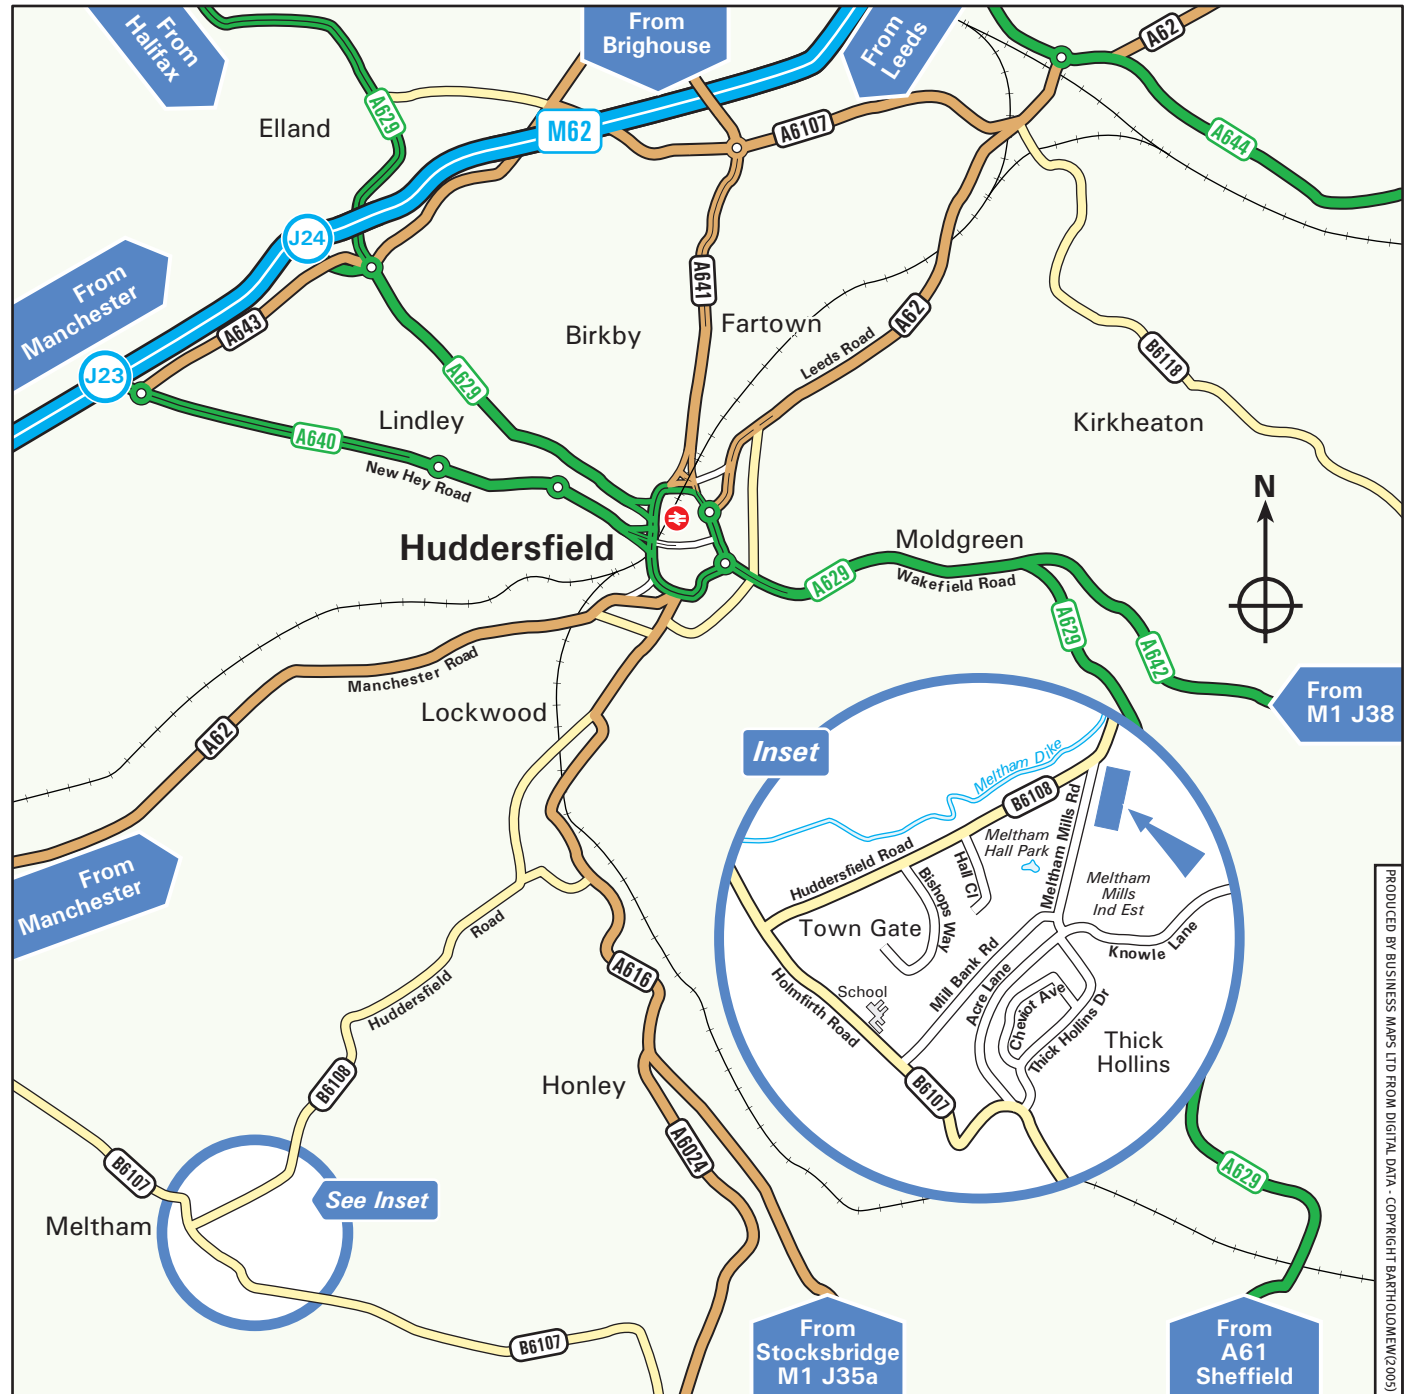 From
Halifax
From
Brighouse
From
Leeds
A62
A629
Elland
M62
A6107
A644
J24
From
Manchester
A641
A643
A62
Birkby
Fartown
Leeds Road
J23
A629
B6118
Lindley
A640
Kirkheaton
New Hey Road
N
Huddersfield
Moldgreen
A629
Wakefield Road
A629
A642
Manchester Road
From
M1 J38
Lockwood
A62
Inset
Meltham Dike
B6108
Meltham
Hall Park
Meltham Mills Rd
Huddersfield Road
Hall Cl
Bishops Way
Meltham
Mills
Ind Est
From
Manchester
Town Gate
Road
Mill Bank Rd
Acre Lane
Knowle Lane
A616
Huddersfield
Holmfirth Road
School
Cheviot Ave
Thick Hollins Dr
Thick
Hollins
Honley
B6108
B6107
A6024
B6107
A629
See Inset
Meltham
B6107
From
Stocksbridge
M1 J35a
From
A61
Sheffield
PRODUCED BY BUSINESS MAPS LTD FROM DIGITAL DATA - COPYRIGHT BARTHOLOMEW(2005)